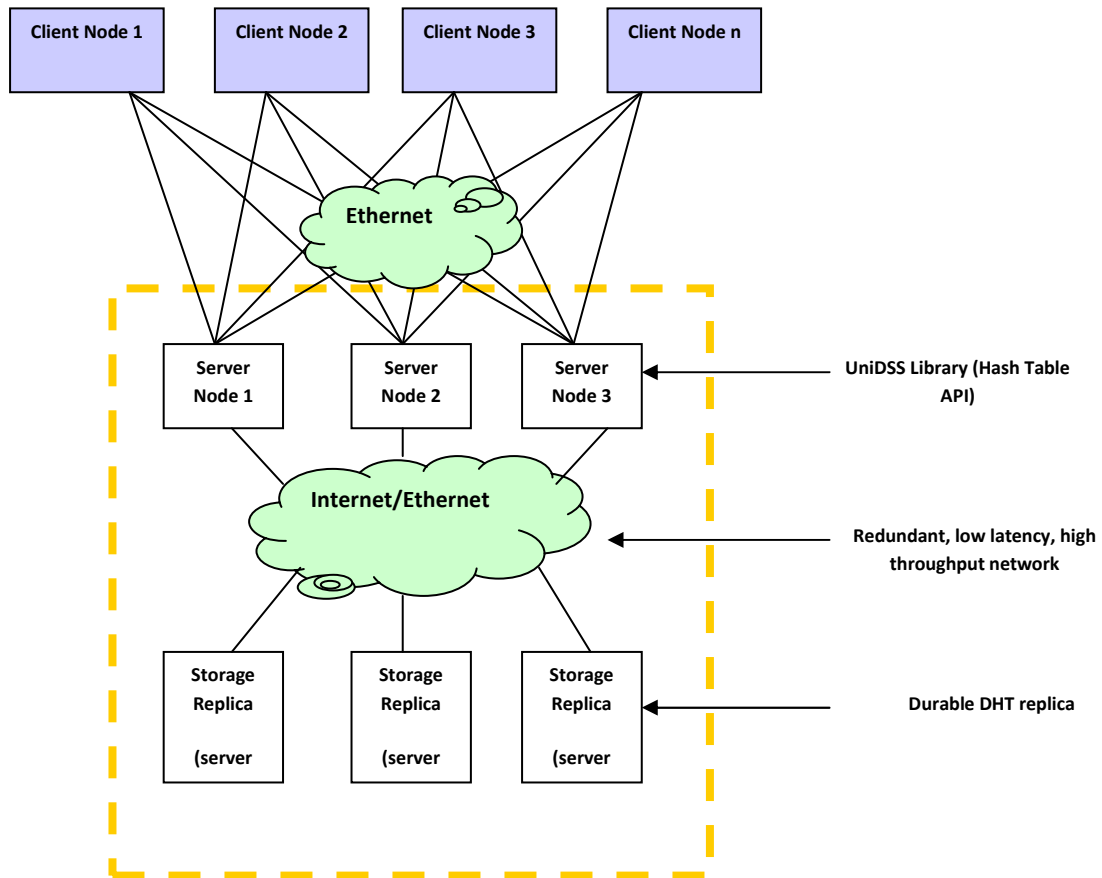 Client Node 1
Client Node 2
Client Node 3
Client Node n
Ethernet
Server
Node 1
Server
Node 2
Server
Node 3
UniDSS Library (Hash Table
API)
Internet/Ethernet
Redundant, low latency, high
throughput network
Storage
Replica
(server
Storage
Replica
(server
Storage
Replica
(server
Durable DHT replica